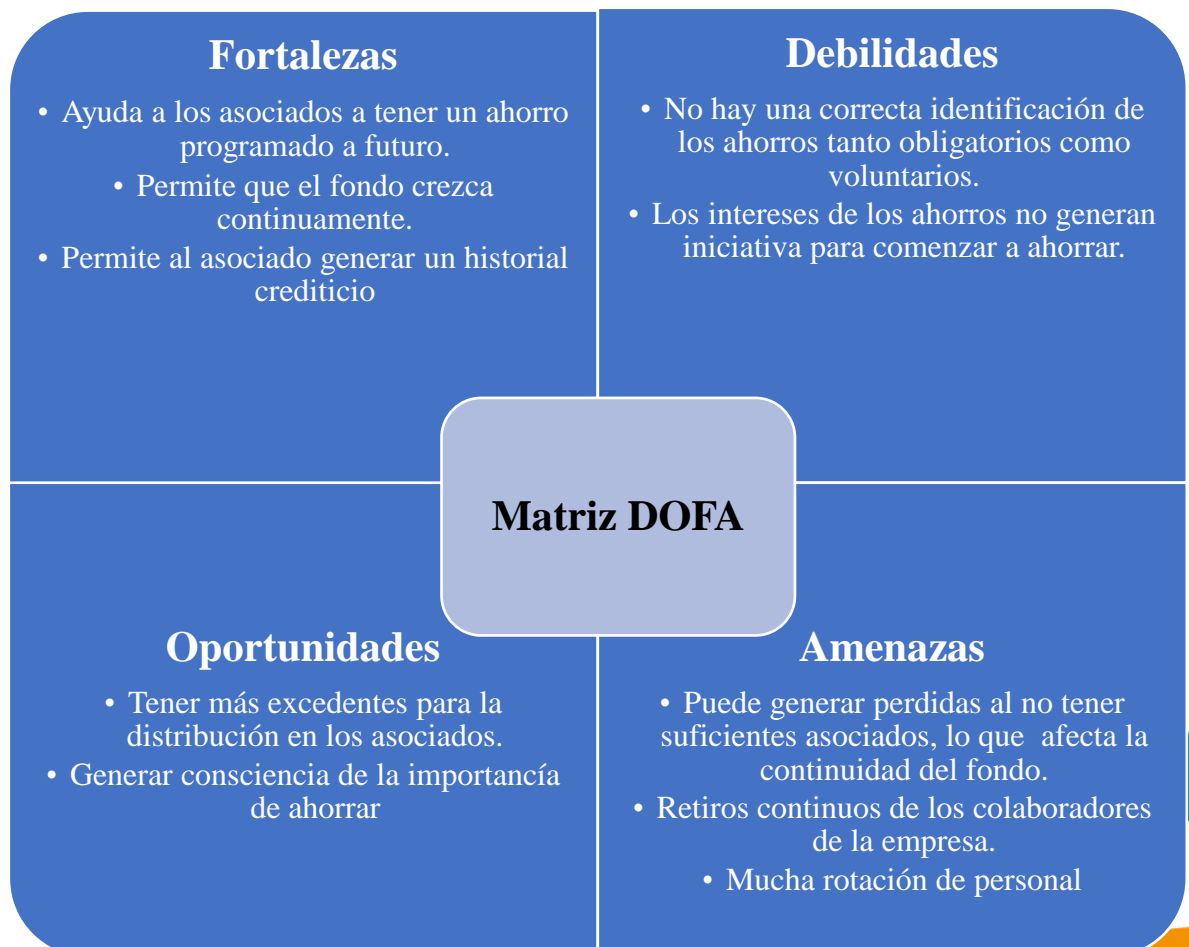 Fortalezas
• Ayuda a los asociados a tener un ahorro
programado a futuro.
• Permite que el fondo crezca
continuamente.
• Permite al asociado generar un historial
crediticio
Debilidades
• No hay una correcta identificación de
los ahorros tanto obligatorios como
voluntarios.
• Los intereses de los ahorros no generan
iniciativa para comenzar a ahorrar.
Matriz DOFA
Oportunidades
• Tener más excedentes para la
distribución en los asociados.
• Generar consciencia de la importancía
de ahorrar
Amenazas
• Puede generar perdidas al no tener
suficientes asociados, lo que afecta la
continuidad del fondo.
• Retiros continuos de los colaboradores
de la empresa.
• Mucha rotación de personal